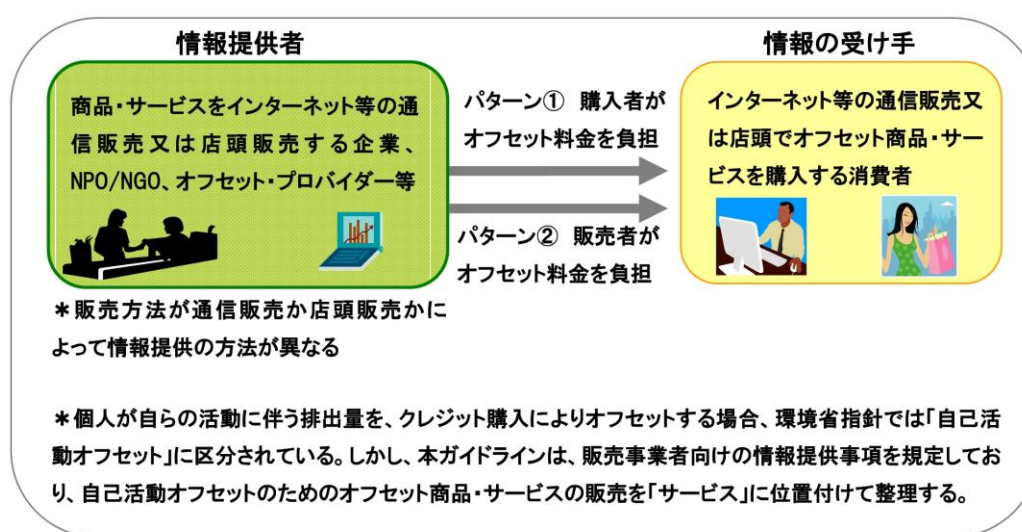 情報提供者
情報の受け手
商品・サービスをインターネット等の通
信販売又は店頭販売する企業、
NPO/NGO、オフセット・プロバイダー等
パターン① 購入者が
オフセット料金を負担
パターン② 販売者が
オフセット料金を負担
インターネット等の通信販売又
は店頭でオフセット商品・サー
ビスを購入する消費者
＊販売方法が通信販売か店頭販売かに
よって情報提供の方法が異なる
＊個人が自らの活動に伴う排出量を、クレジット購入によりオフセットする場合、環境省指針では「自己活
動オフセット」に区分されている。しかし、本ガイドラインは、販売事業者向けの情報提供事項を規定してお
り、自己活動オフセットのためのオフセット商品・サービスの販売を「サービス」に位置付けて整理する。